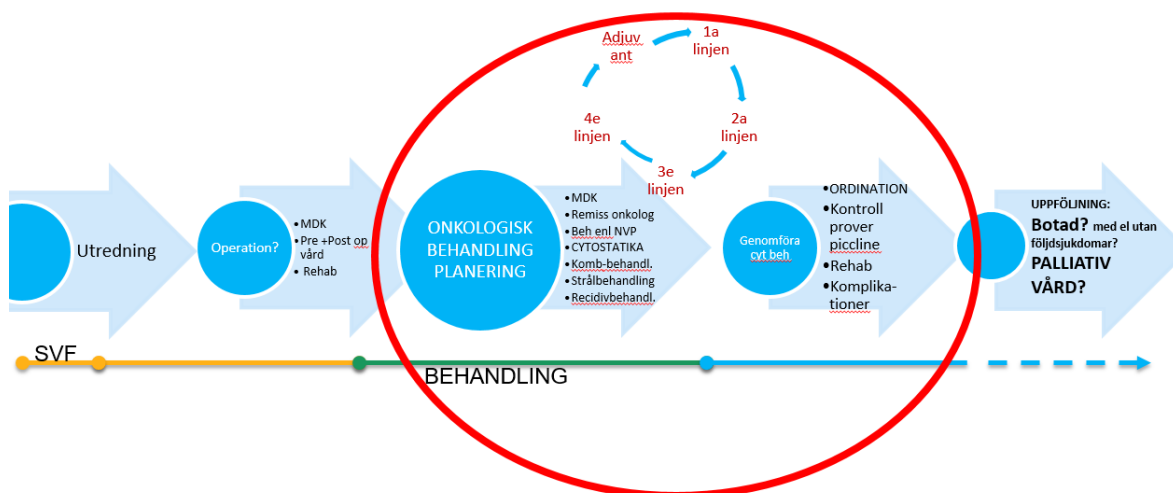 Adjuv
ant
1a
linjen
2a
linjen
3e
linjen
4e
linjen
Utredning
Operation?
•MDK
•Pre +Post op
vård
• Rehab
ONKOLOGISK
BEHANDLING
PLANERING
•MDK
•Remiss onkolog
•Beh enl NVP
•CYTOSTATIKA
•Komb-behandl.
•Strålbehandling
•Recidivbehandl.
Genomföra
cyt beh
•ORDINATION
•Kontroll
prover
piccline
•Rehab
•Komplika-
tioner
UPPFÖLJNING:
Botad? med el utan
följdsjukdomar?
PALLIATIV
VÅRD?
SVF
BEHANDLING